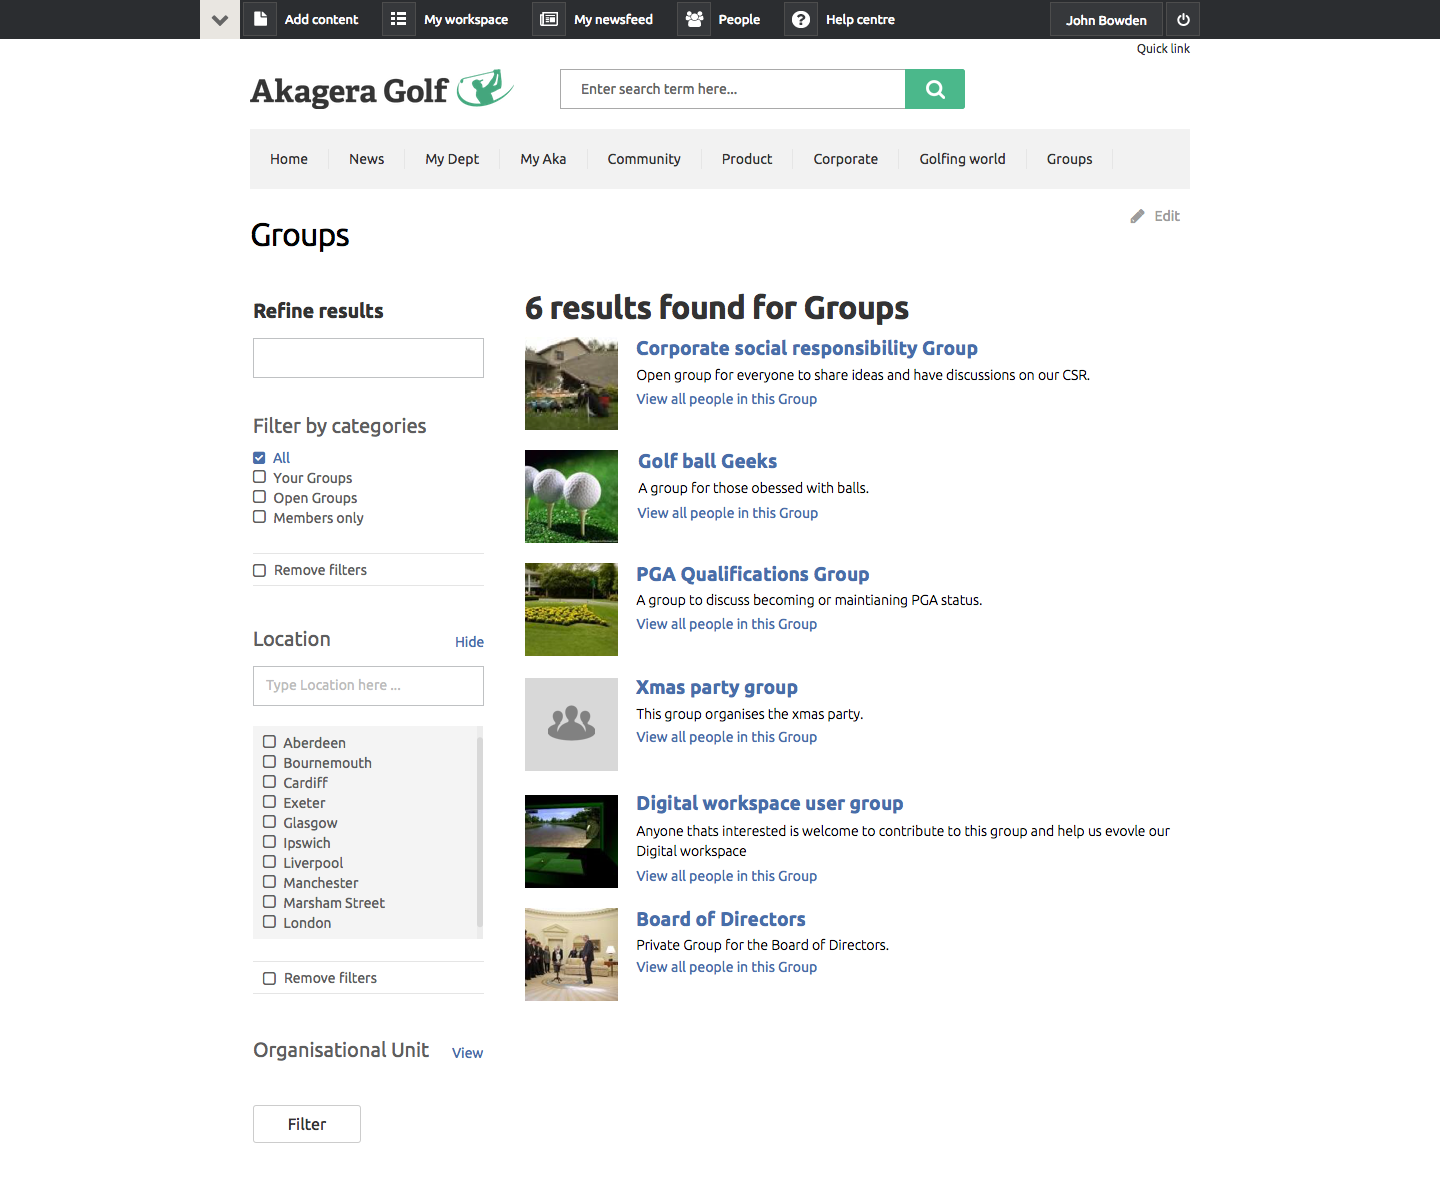 Add content
My workspace
My newsfeed
People
Help centre
John Bowden
Quick link
Akagera Golf
Enter search term here...
Home
News
My Dept
My Aka
Community
Product
Corporate
Golfing world
Groups
Edit
Groups
Refine results
Filter by categories
All
Your Groups
Open Groups
Members only
Remove filters
Location
Hide
Type Location here ...
Aberdeen
Bournemouth
Cardiff
Exeter
Glasgow
Ipswich
Liverpool
Manchester
Marsham Street
London
Remove filters
Organisational Unit
View
Filter
6 results found for Groups
Corporate social responsibility Group
Open group for everyone to share ideas and have discussions on our CSR.
View all people in this Group
Golf ball Geeks
A group for those obessed with balls.
View all people in this Group
PGA Qualifications Group
A group to discuss becoming or maintianing PGA status.
View all people in this Group
Xmas party group
This group organises the xmas party.
View all people in this Group
Digital workspace user group
Anyone thats interested is welcome to contribute to this group and help us evovle our
Digital workspace
View all people in this Group
Board of Directors
Private Group for the Board of Directors.
View all people in this Group